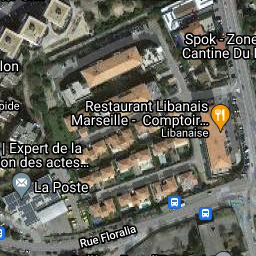 Spok - Zone
Cantine Du
lon
Restaurant Libanais
Marseille - Comptoir...
Libanaise
oide
| Expert de la
on des actes...
La Poste
Rue Floralia